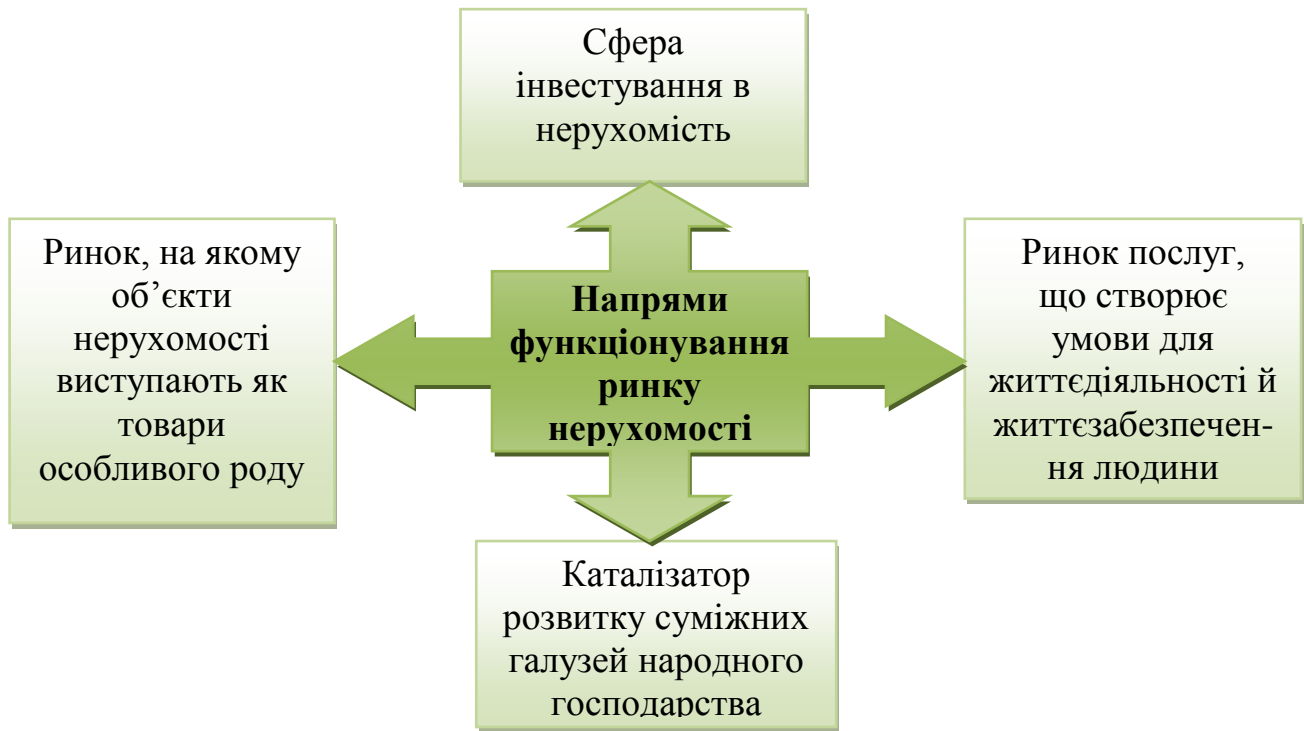 Сфера
інвестування в
нерухомість
Ринок, на якому
об’єкти
нерухомості
виступають як
товари
особливого роду
Напрями
функціонування
ринку
нерухомості
Ринок послуг,
що створює
умови для
життєдіяльності й
життєзабезпечен-
ня людини
Каталізатор
розвитку суміжних
галузей народного
господарства